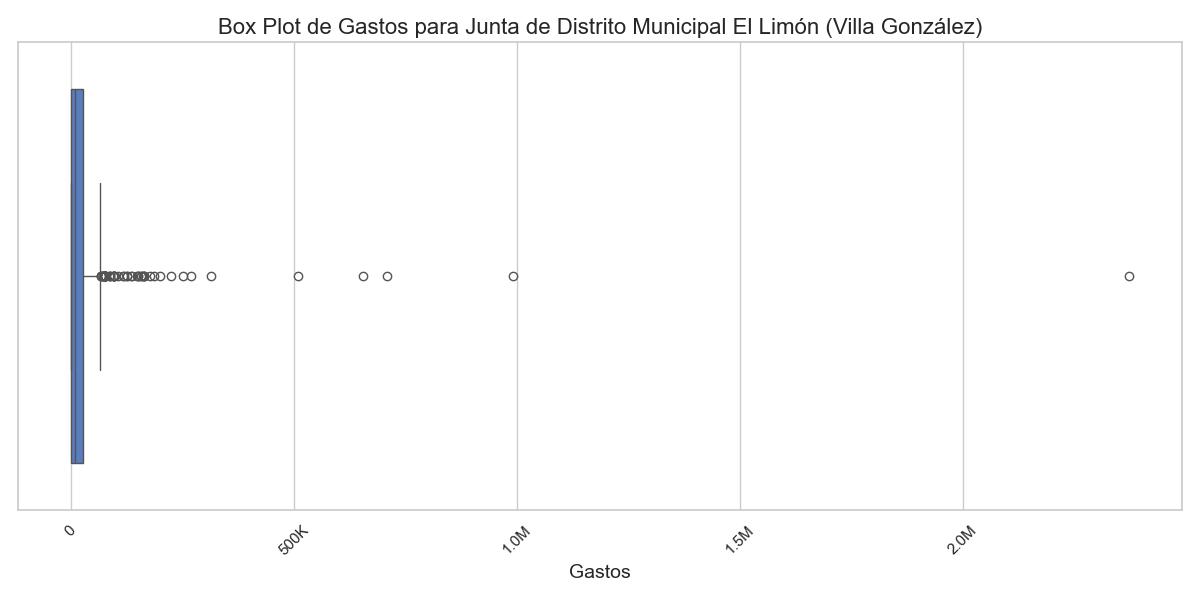 Box Plot de Gastos para Junta de Distrito Municipal El Limón (Villa González)
0
500K
1.0M
1.5M
2.0M
Gastos